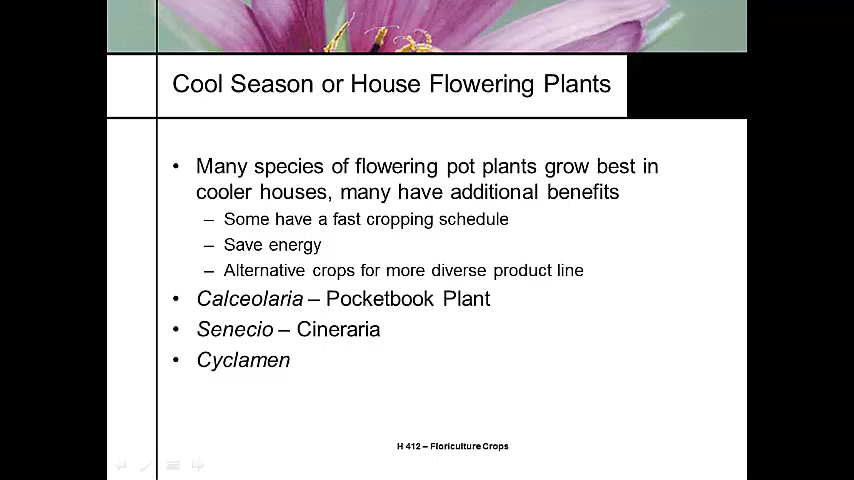 Cool Season or House Flowering Plants
• Many species of flowering pot plants grow best in
cooler houses, many have additional benefits
– Some have a fast cropping schedule
– Save energy
– Alternative crops for more diverse product line
• Calceolaria – Pocketbook Plant
• Senecio – Cineraria
• Cyclamen
H 412 – Floriculture Crops